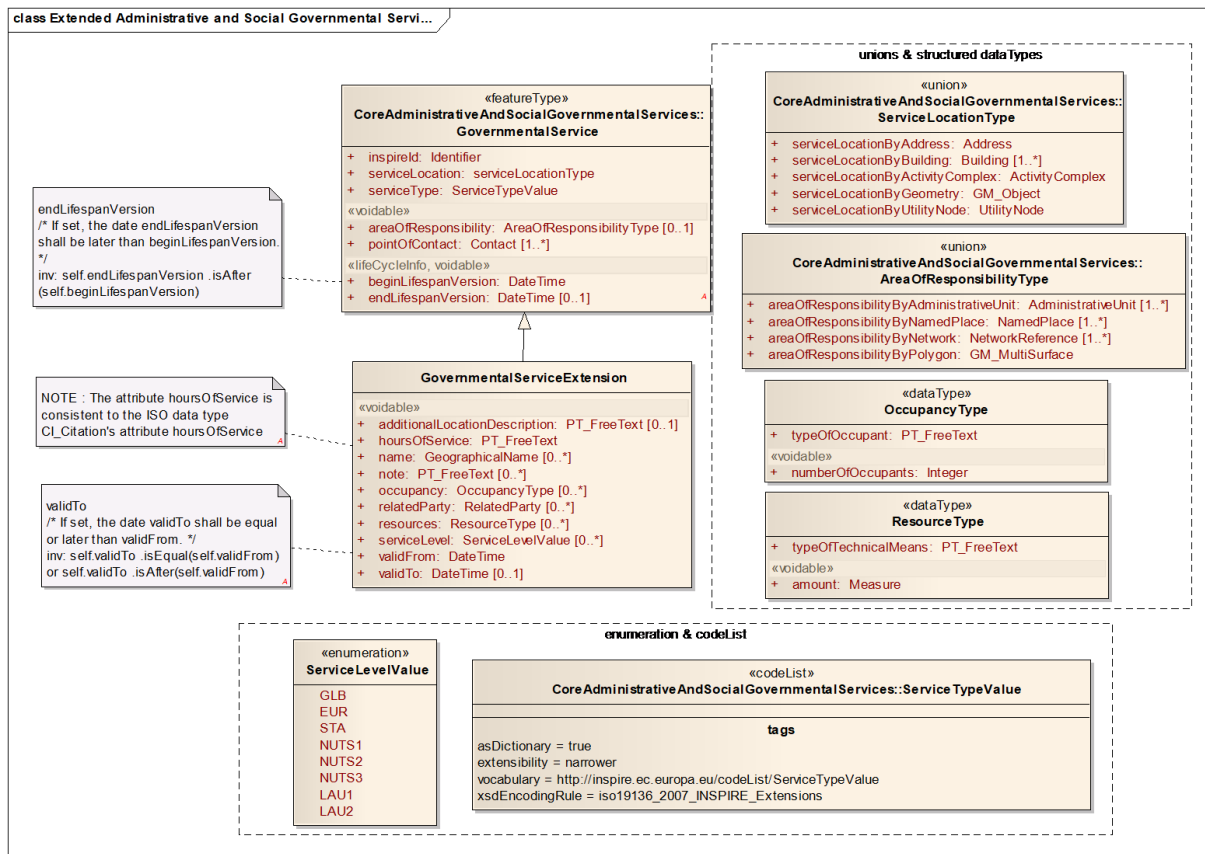 class Extended Administrative and Social Governmental Servi...
«featureType»
CoreAdministrativeAndSocialGovernmentalServices::
GovernmentalService
+ inspireId: Identifier
+ serviceLocation: serviceLocationType
+ serviceType: ServiceTypeValue
«voidable»
+ areaOfResponsibility: AreaOfResponsibilityType [0..1]
+ pointOfContact: Contact [1..*]
«lifeCycleInfo, voidable»
+ beginLifespanVersion: DateTime
+ endLifespanVersion: DateTime [0..1]
A
endLifespanVersion
/* If set, the date endLifespanVersion
shall be later than beginLifespanVersion.
*/
inv: self.endLifespanVersion .isAfter
(self.beginLifespanVersion)
GovernmentalServiceExtension
«voidable»
+ additionalLocationDescription: PT_FreeText [0..1]
+ hoursOfService: PT_FreeText
+ name: GeographicalName [0..*]
+ note: PT_FreeText [0..*]
+ occupancy: OccupancyType [0..*]
+ relatedParty: RelatedParty [0..*]
+ resources: ResourceType [0..*]
+ serviceLevel: ServiceLevelValue [0..*]
+ validFrom: DateTime
+ validTo: DateTime [0..1]
NOTE : The attribute hoursOfService is
consistent to the ISO data type
CI_Citation's attribute hoursOfService
A
validTo
/* If set, the date validTo shall be equal
or later than validFrom. */
inv: self.validTo .isEqual(self.validFrom)
or self.validTo .isAfter(self.validFrom)
A
unions & structured dataTypes
«union»
CoreAdministrativeAndSocialGovernmentalServices::
ServiceLocationType
+ serviceLocationByAddress: Address
+ serviceLocationByBuilding: Building [1..*]
+ serviceLocationByActivityComplex: ActivityComplex
+ serviceLocationByGeometry: GM_Object
+ serviceLocationByUtilityNode: UtilityNode
«union»
CoreAdministrativeAndSocialGovernmentalServices::
AreaOfResponsibilityType
+ areaOfResponsibilityByAdministrativeUnit: AdministrativeUnit [1..*]
+ areaOfResponsibilityByNamedPlace: NamedPlace [1..*]
+ areaOfResponsibilityByNetwork: NetworkReference [1..*]
+ areaOfResponsibilityByPolygon: GM_MultiSurface
«dataType»
OccupancyType
+ typeOfOccupant: PT_FreeText
«voidable»
+ numberOfOccupants: Integer
«dataType»
ResourceType
+ typeOfTechnicalMeans: PT_FreeText
«voidable»
+ amount: Measure
enumeration & codeList
«enumeration»
ServiceLevelValue
GLB
EUR
STA
NUTS1
NUTS2
NUTS3
LAU1
LAU2
«codeList»
CoreAdministrativeAndSocialGovernmentalServices::ServiceTypeValue
tags
asDictionary = true
extensibility = narrower
vocabulary = http://inspire.ec.europa.eu/codeList/ServiceTypeValue
xsdEncodingRule = iso19136_2007_INSPIRE_Extensions